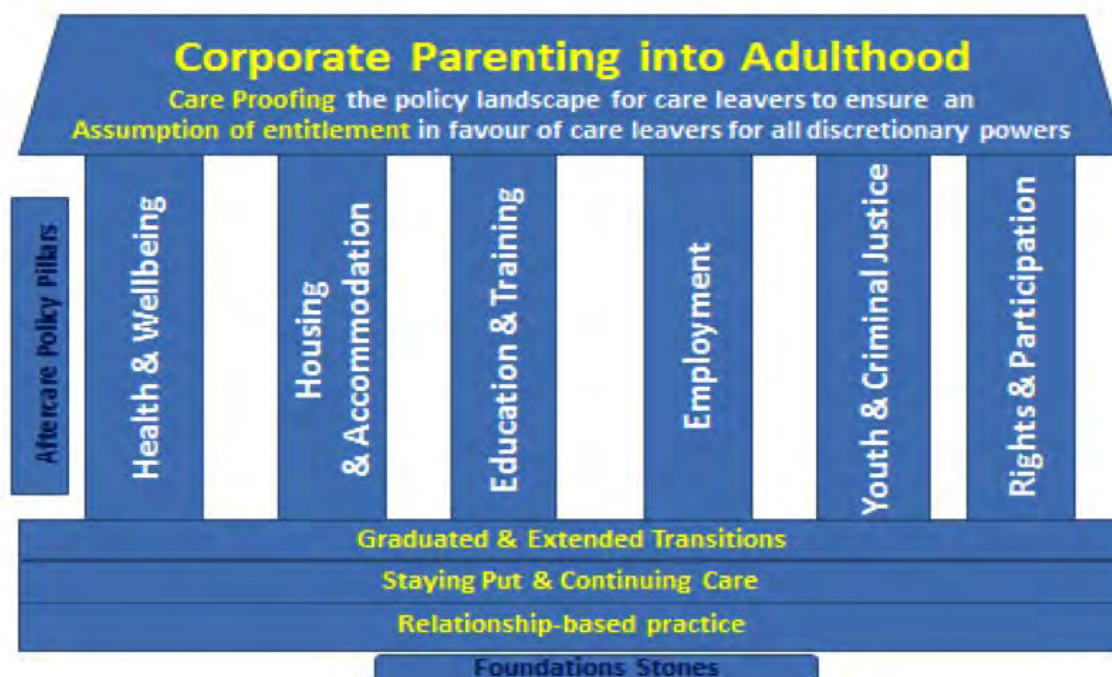 Corporate Parenting into Adulthood
Care Proofing the policy landscape for care leavers to ensure an
Assumption of entitlement in favour of care leavers for all discretionary powers
Aftercare Policy Pillars
Health & Wellbeing
Housing
& Accommodation
Education & Training
Employment
Youth & Criminal Justice
Rights & Participation
Graduated & Extended Transitions
Staying Put & Continuing Care
Relationship-based practice
Foundations Stones